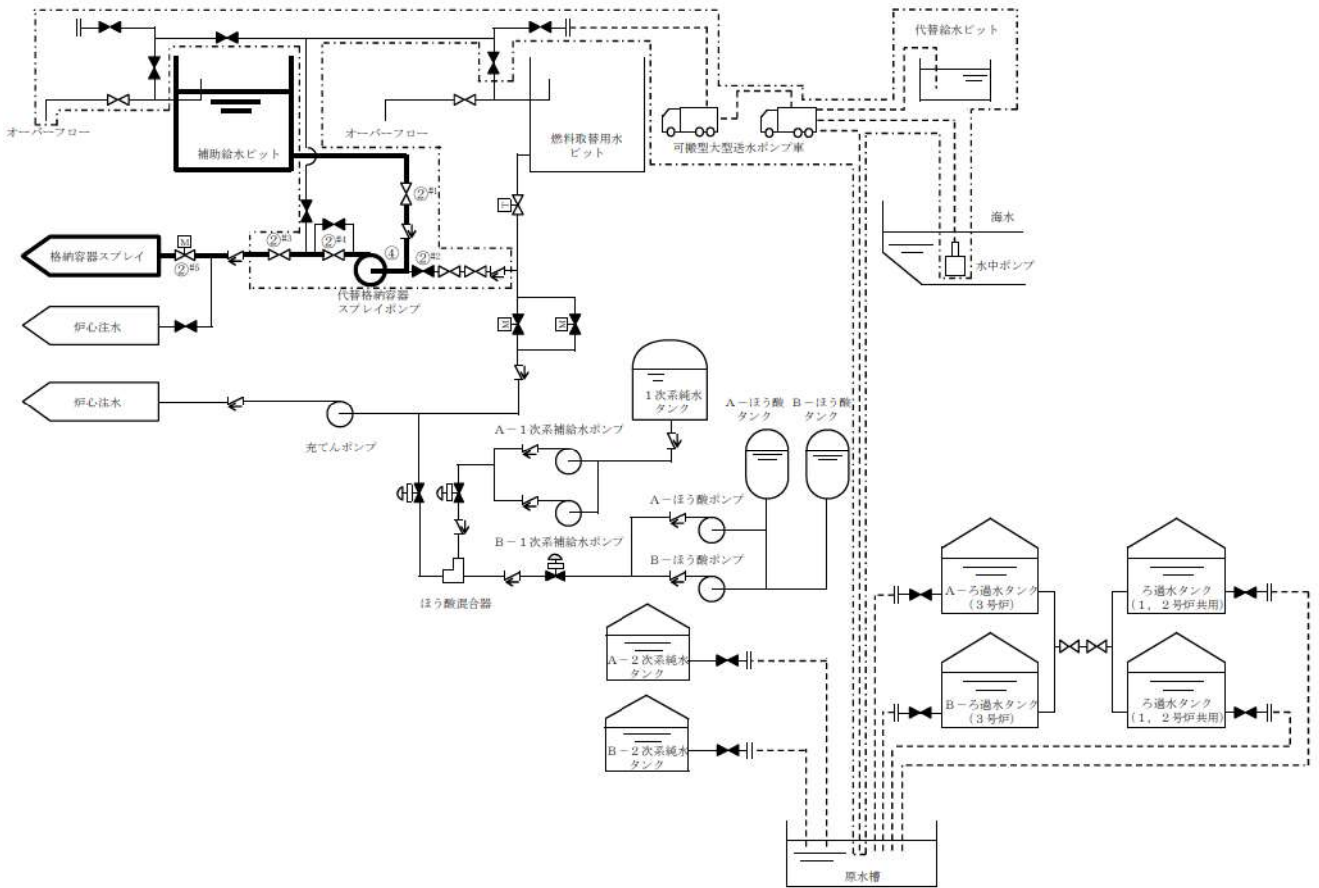 代替給水ピット
オーバーフロー
オーバーフロー
補助給水ピット
燃料取替用水
ピット
可搬型大型送水ポンプ車
海水
水中ポンプ
②#1
②#3
②#4
④
②#2
T
M
②#5
格納容器スプレイ
代替格納容器
スプレイポンプ
炉心注水
M
M
炉心注水
充てんポンプ
1次系純水
タンク
A-ほう酸
タンク
B-ほう酸
タンク
A-1次系補給水ポンプ
B-1次系補給水ポンプ
A-ほう酸ポンプ
B-ほう酸ポンプ
ほう酸混合器
A-2次系純水
タンク
B-2次系純水
タンク
A-ろ過水タンク
(3号炉)
ろ過水タンク
(1,2号炉共用)
B-ろ過水タンク
(3号炉)
ろ過水タンク
(1,2号炉共用)
原水槽